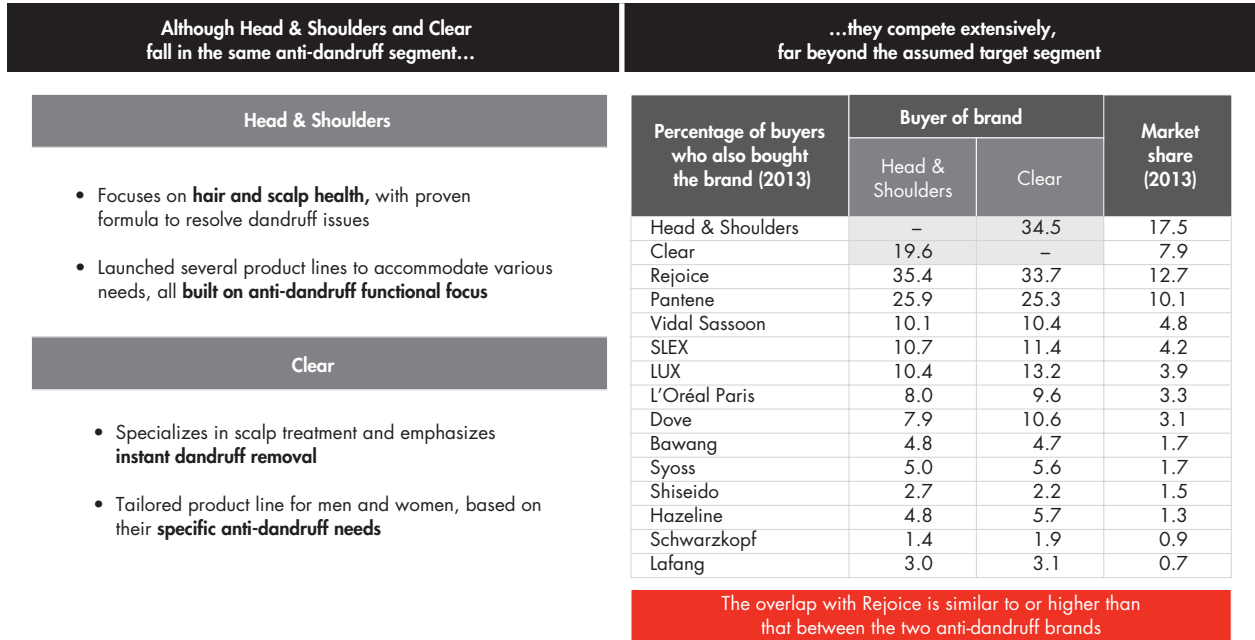 Although Head & Shoulders and Clear
fall in the same anti-dandruff segment…
Head & Shoulders
• Focuses on hair and scalp health, with proven
formula to resolve dandruff issues
• Launched several product lines to accommodate various
needs, all built on anti-dandruff functional focus
Clear
• Specializes in scalp treatment and emphasizes
instant dandruff removal
• Tailored product line for men and women, based on
their specific anti-dandruff needs
…they compete extensively,
far beyond the assumed target segment
Percentage of buyers
who also bought
the brand (2013)
Buyer of brand
Head &
Shoulders
Clear
Market
share
(2013)
Head & Shoulders – 34.5 17.5
Clear 19.6 – 7.9
Rejoice 35.4 33.7 12.7
Pantene 25.9 25.3 10.1
Vidal Sassoon 10.1 10.4 4.8
SLEX 10.7 11.4 4.2
LUX 10.4 13.2 3.9
L’Oréal Paris 8.0 9.6 3.3
Dove 7.9 10.6 3.1
Bawang 4.8 4.7 1.7
Syoss 5.0 5.6 1.7
Shiseido 2.7 2.2 1.5
Hazeline 4.8 5.7 1.3
Schwarzkopf 1.4 1.9 0.9
Lafang 3.0 3.1 0.7
The overlap with Rejoice is similar to or higher than
that between the two anti-dandruff brands